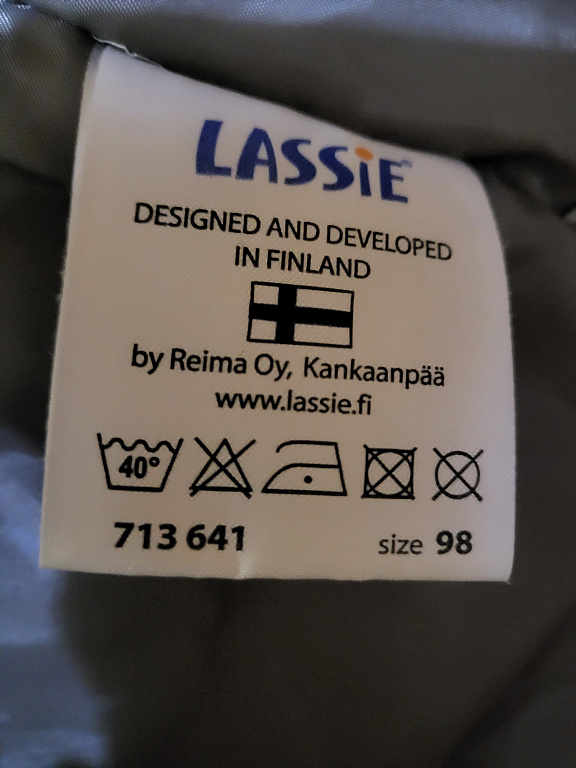 LASSiE
DESIGNED AND DEVELOPED
IN FINLAND
by Reima Oy, Kankaanpää
www.lassie.fi
40°
713 641 size 98